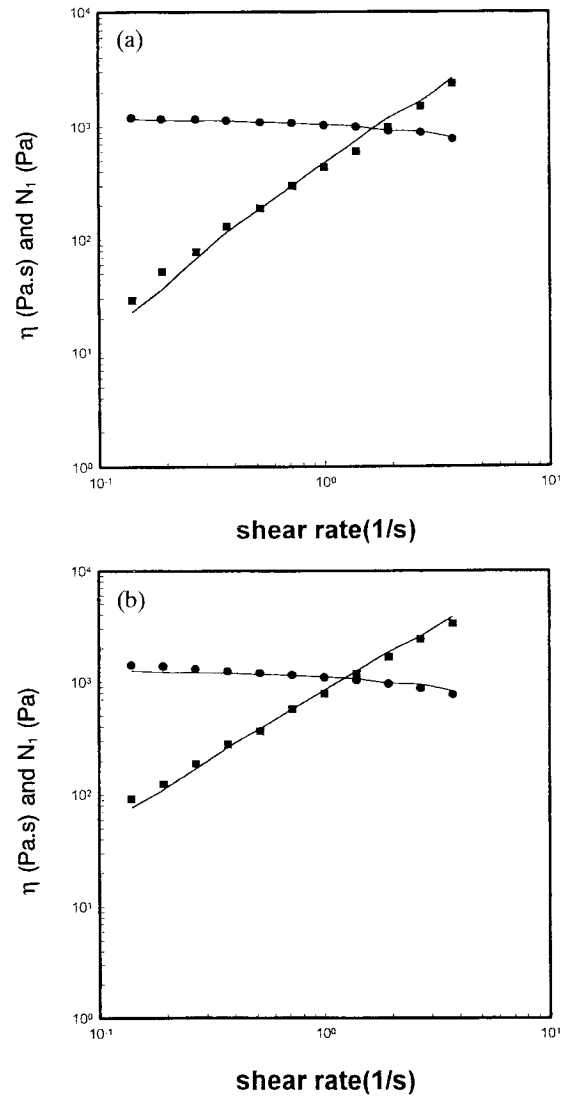 (a)
η (Pa.s) and N₁ (Pa)
10⁴
10³
10²
10¹
10⁰
10⁻¹
10⁰
10¹
shear rate(1/s)
(b)
η (Pa.s) and N₁ (Pa)
10⁴
10³
10²
10¹
10⁰
10⁻¹
10⁰
10¹
shear rate(1/s)